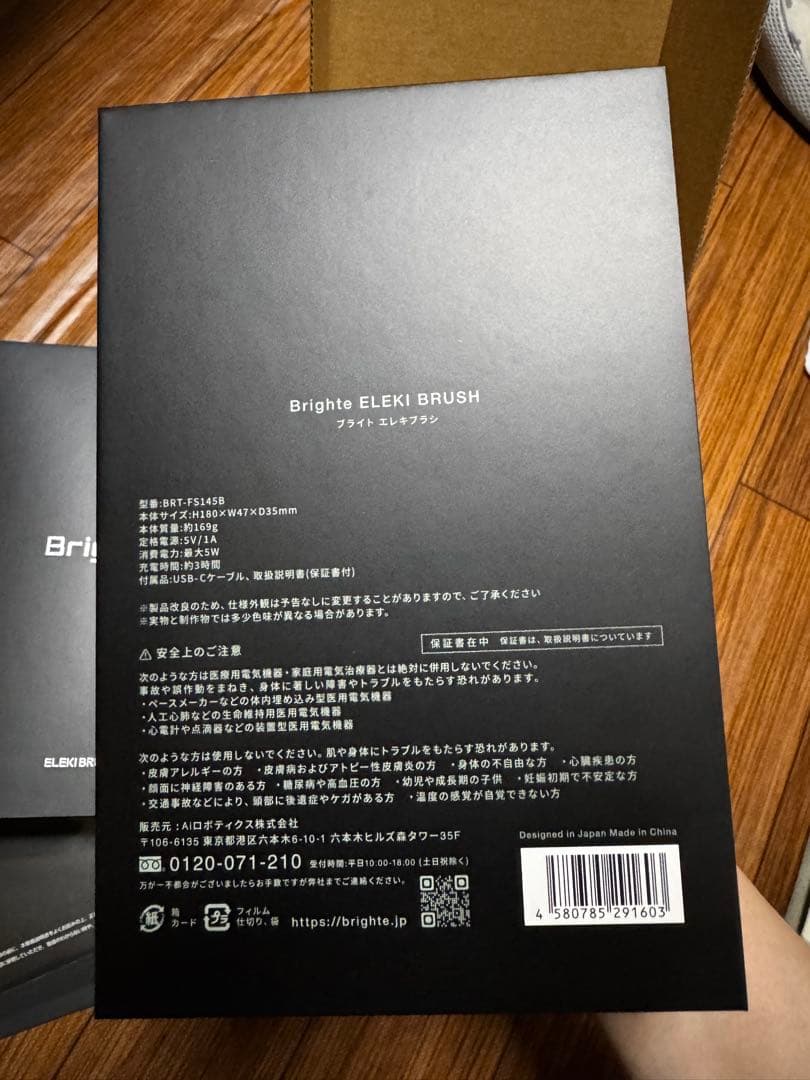 Brighte ELEKI BRUSH
ブライト エレキブラシ
型番:BRT-FS145B
本体サイズ:H180×W47×D35mm
本体質量:約169g
定格電源:5V/1A
消費電力:最大5W
充電時間:約3時間
付属品:USB-Cケーブル、取扱説明書(保証書付)
※製品改良のため、仕様外観は予告なしに変更することがありますので、ご了承ください
※実物と制作物では多少色味が異なる場合があります。
保証書在中 保証書は、取扱説明書についています
⚠ 安全上のご注意
次のような方は医療用電気機器・家庭用電気治療器とは絶対に併用しないでください。
事故や誤作動をまねき、身体に著しい障害やトラブルをもたらす恐れがあります。
・ペースメーカーなどの体内埋め込み型医用電気機器
・人工心肺などの生命維持用医用電気機器
・心電計や点滴器などの装置型医用電気機器
次のような方は使用しないでください。肌や身体にトラブルをもたらす恐れがあります。
・皮膚アレルギーの方 ・皮膚病およびアトピー性皮膚炎の方 ・身体の不自由な方 ・心臓疾患の方
・顔面に神経障害のある方 ・糖尿病や高血圧の方 ・幼児や成長期の子供 ・妊娠初期で不安定な方
・交通事故などにより、頭部に後遺症やケガがある方 ・温度の感覚が自覚できない方
販売元:Aiロボティクス株式会社
〒106-6135 東京都港区六本木6-10-1 六本木ヒルズ森タワー35F
0120-071-210 受付時間:平日10:00-18:00 (土日祝除く)
万が一不都合がございましたらお手数ですが弊社までご連絡ください。
紙 箱 カード
プラ フィルム 仕切り、袋
https://brighte.jp
Designed in Japan Made in China
4 580785 291603
Brig
ELEKI BRU